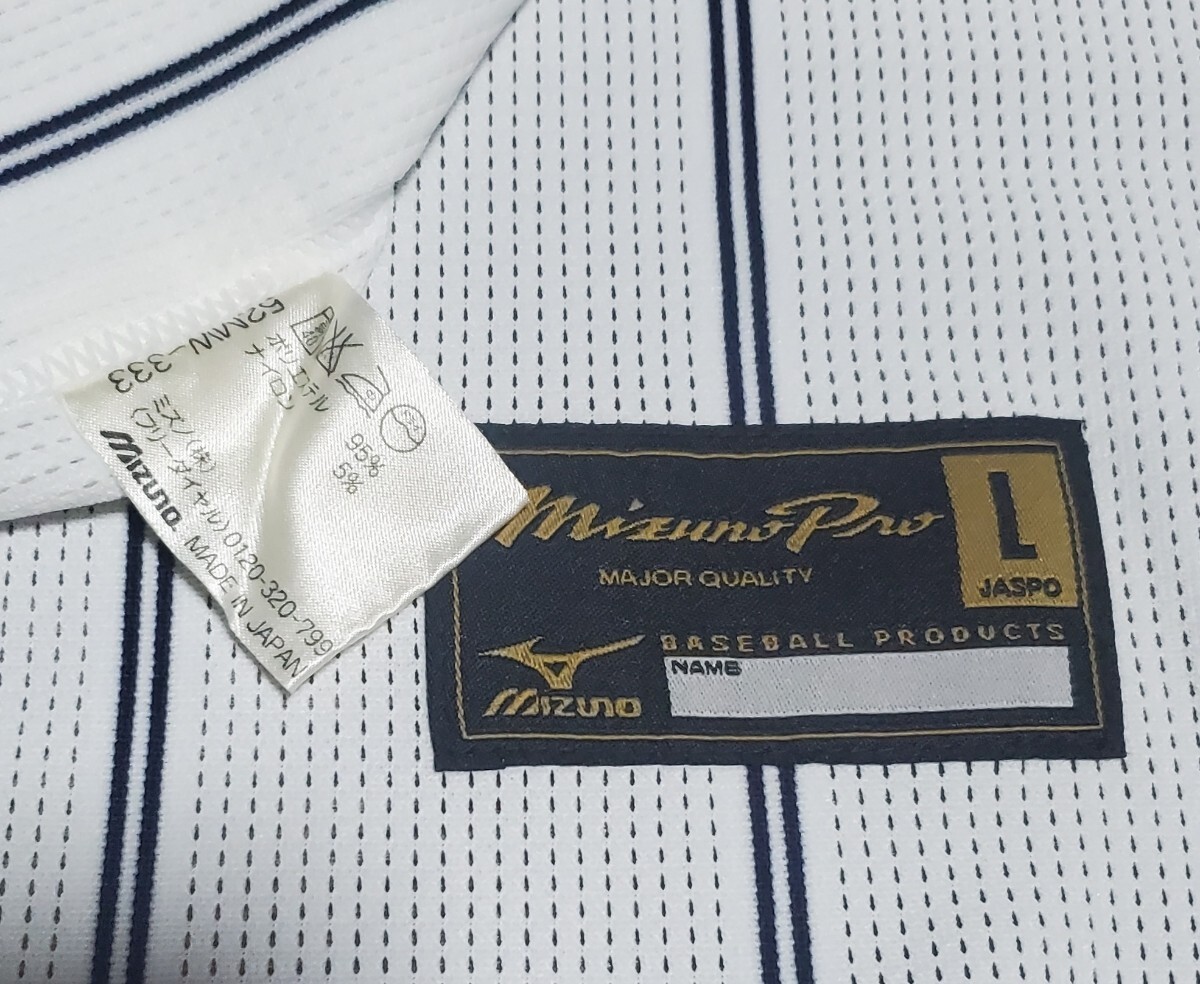 52MW-333
ポリエステル 95%
ナイロン 5%
ミズノ(株)
(フリーダイヤル)0120-320-799
MIZUNO MADE IN JAPAN
Mizuno Pro
MAJOR QUALITY
L
JASPO
BASEBALL PRODUCTS
NAME
MIZUNO